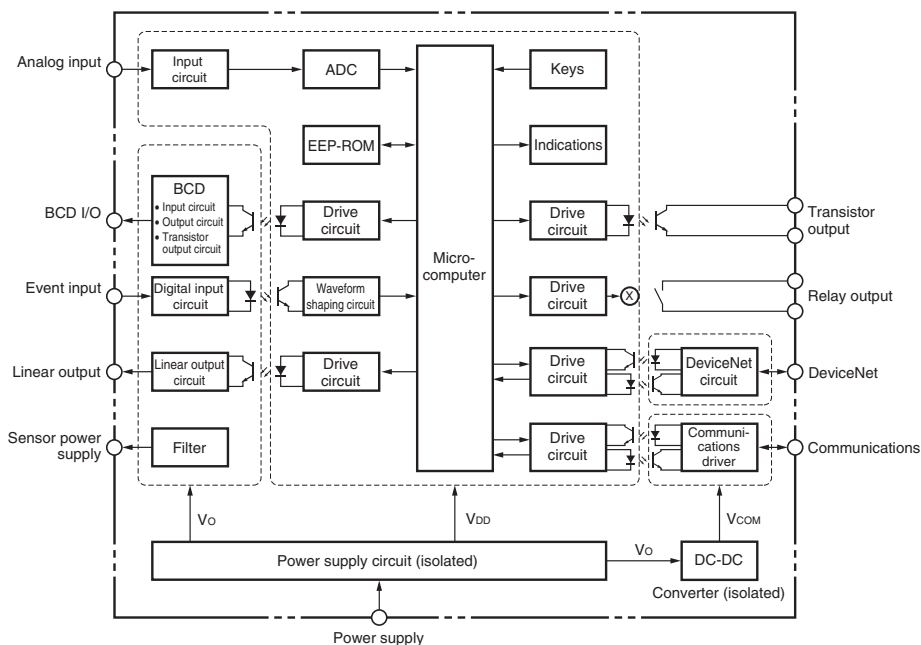 Analog input
Input
circuit
ADC
Keys
EEP-ROM
Indications
BCD I/O
BCD
• Input circuit
• Output circuit
• Transistor
output circuit
Drive
circuit
Micro-
computer
Drive
circuit
Transistor
output
Event input
Digital input
circuit
Waveform
shaping circuit
Drive
circuit
X
Relay output
Linear output
Linear output
circuit
Drive
circuit
Drive
circuit
DeviceNet
circuit
DeviceNet
Sensor power
supply
Filter
Drive
circuit
Communi-
cations
driver
Communications
VO
VDD
VCOM
Power supply circuit (isolated)
VO
DC-DC
Converter (isolated)
Power supply